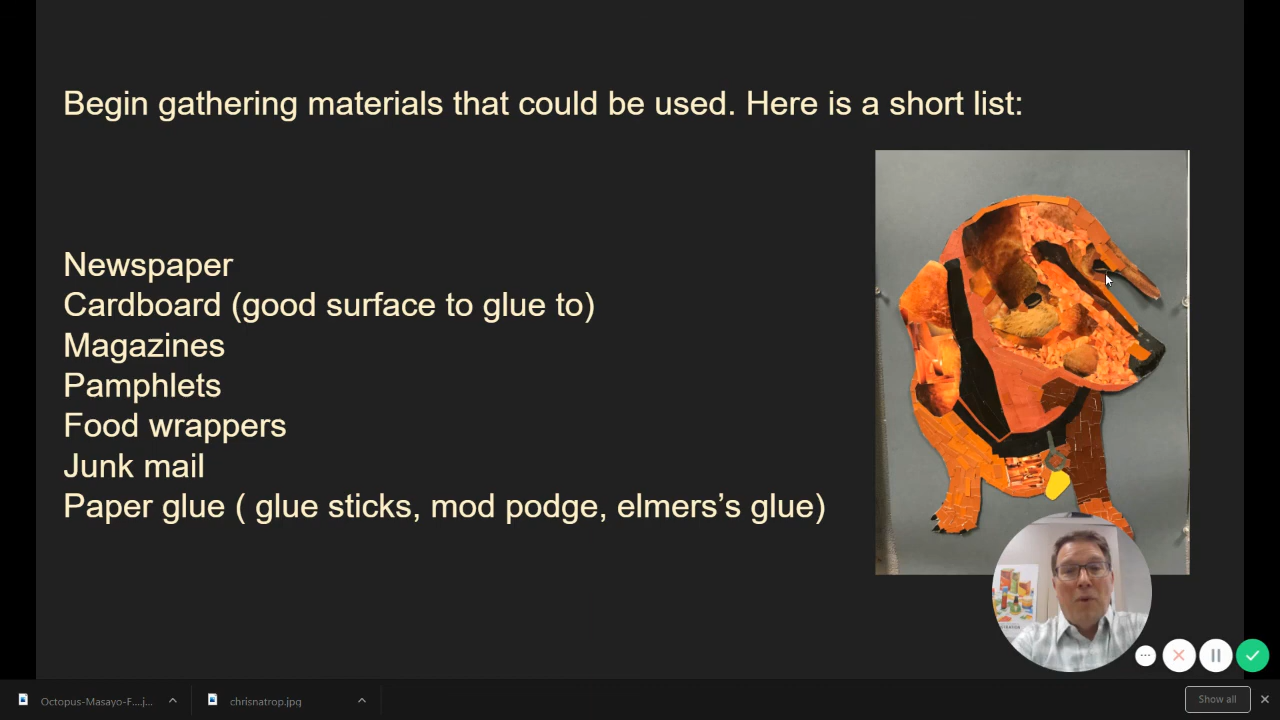 Begin gathering materials that could be used. Here is a short list:
Newspaper
Cardboard (good surface to glue to)
Magazines
Pamphlets
Food wrappers
Junk mail
Paper glue ( glue sticks, mod podge, elmers’s glue)
Octopus-Masayo-F....j...
chrisnatrop.jpg
Show all